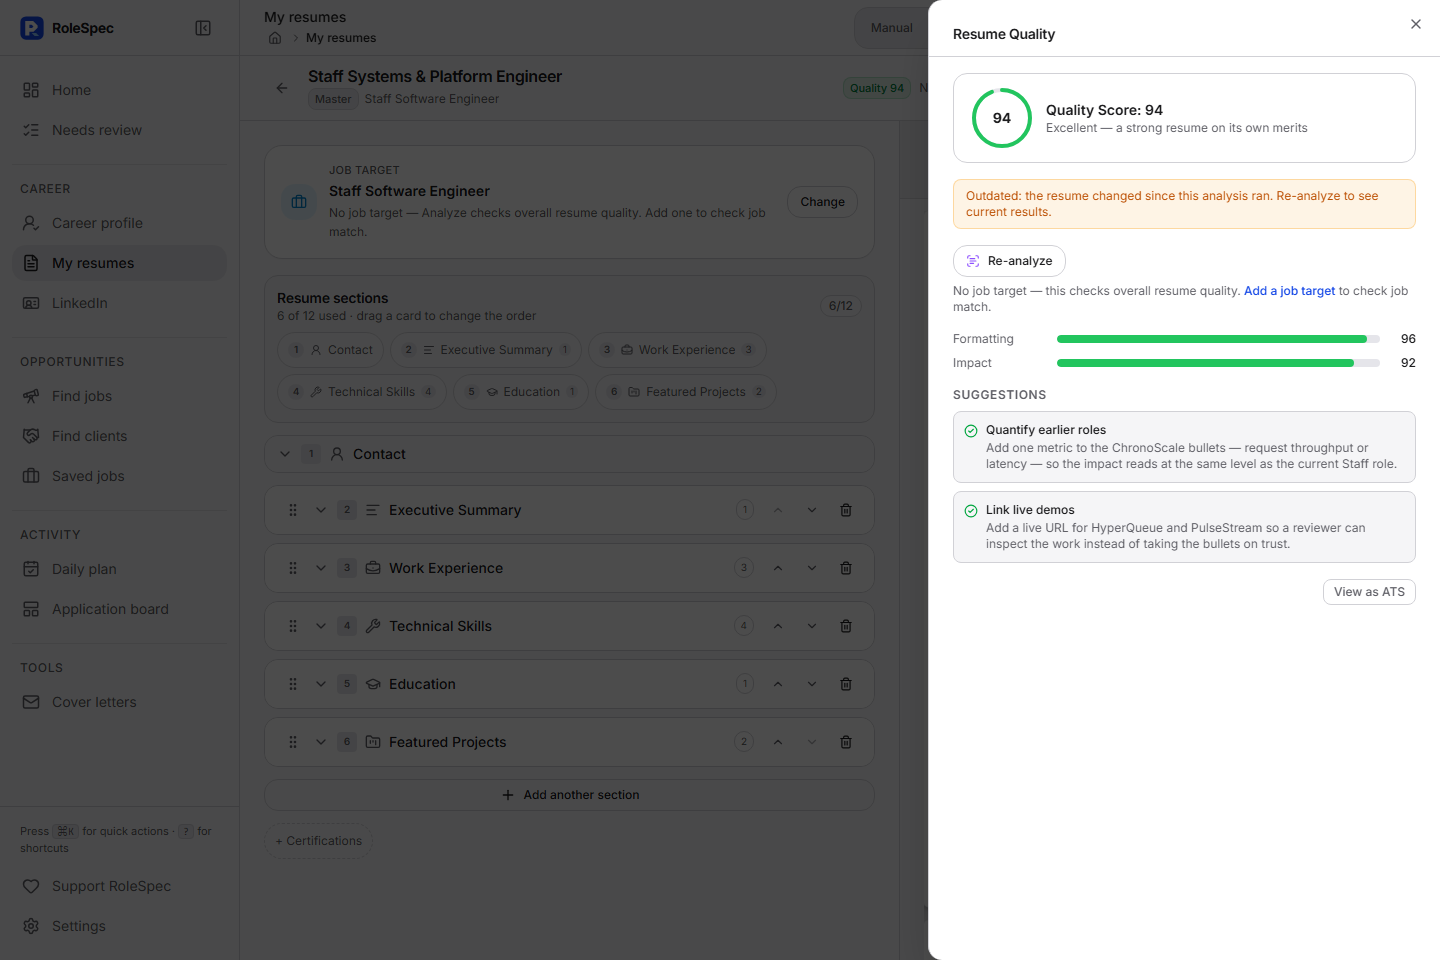 RoleSpec
Home
Needs review
CAREER
Career profile
My resumes
LinkedIn
OPPORTUNITIES
Find jobs
Find clients
Saved jobs
ACTIVITY
Daily plan
Application board
TOOLS
Cover letters
Press ⌘K for quick actions · ? for
shortcuts
Support RoleSpec
Settings
My resumes
My resumes
Manual
Staff Systems & Platform Engineer
Master Staff Software Engineer
Quality 94
JOB TARGET
Staff Software Engineer
No job target — Analyze checks overall resume quality. Add one to check job
match.
Change
Resume sections
6 of 12 used · drag a card to change the order
6/12
1 Contact
2 Executive Summary 1
3 Work Experience 3
4 Technical Skills 4
5 Education 1
6 Featured Projects 2
1 Contact
2 Executive Summary 1
3 Work Experience 3
4 Technical Skills 4
5 Education 1
6 Featured Projects 2
Add another section
+ Certifications
Resume Quality
94
Quality Score: 94
Excellent — a strong resume on its own merits
Outdated: the resume changed since this analysis ran. Re-analyze to see
current results.
Re-analyze
No job target — this checks overall resume quality. Add a job target to check job
match.
Formatting 96
Impact 92
SUGGESTIONS
Quantify earlier roles
Add one metric to the ChronoScale bullets — request throughput or
latency — so the impact reads at the same level as the current Staff role.
Link live demos
Add a live URL for HyperQueue and PulseStream so a reviewer can
inspect the work instead of taking the bullets on trust.
View as ATS